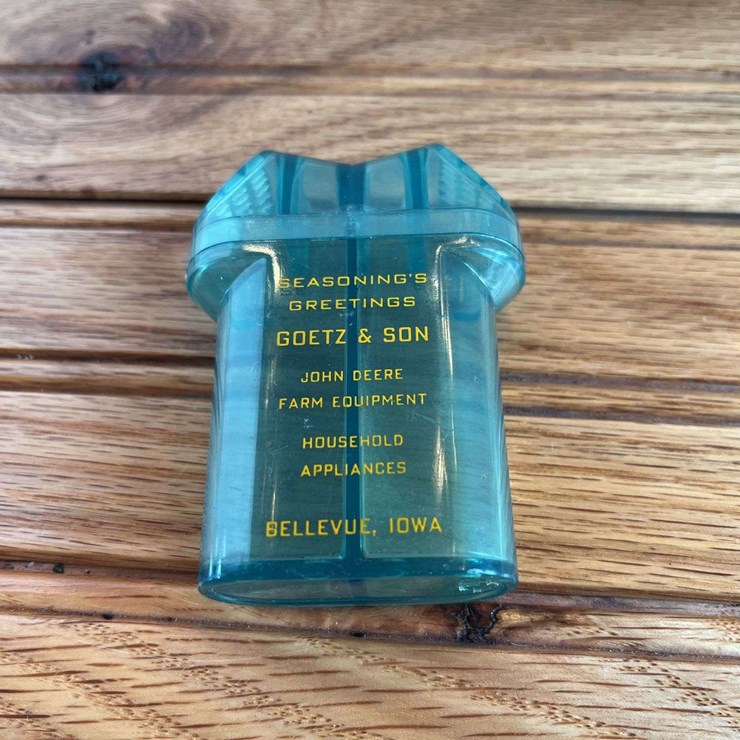 SEASONING'S
GREETINGS
GOETZ & SON
JOHN DEERE
FARM EQUIPMENT
HOUSEHOLD
APPLIANCES
BELLEVUE, IOWA